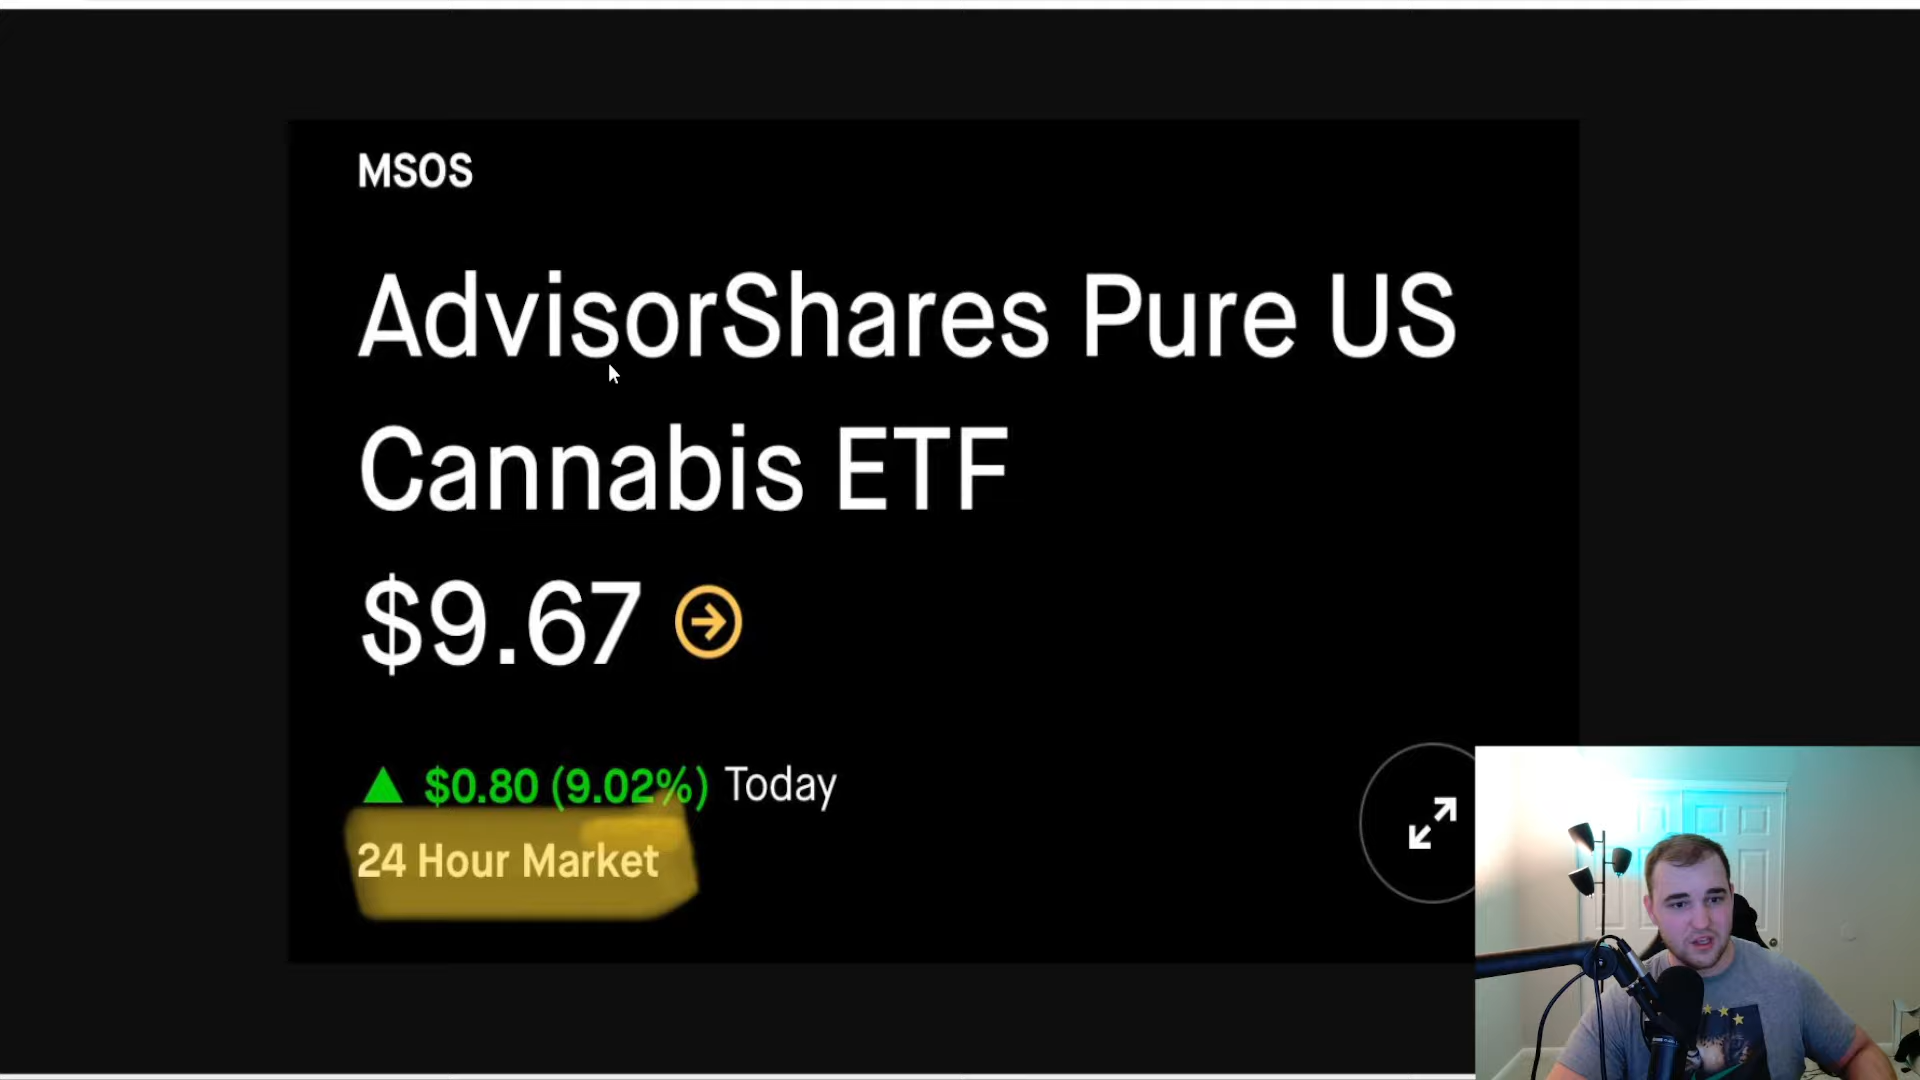 MSOS
AdvisorShares Pure US
Cannabis ETF
$9.67
$0.80 (9.02%) Today
24 Hour Market